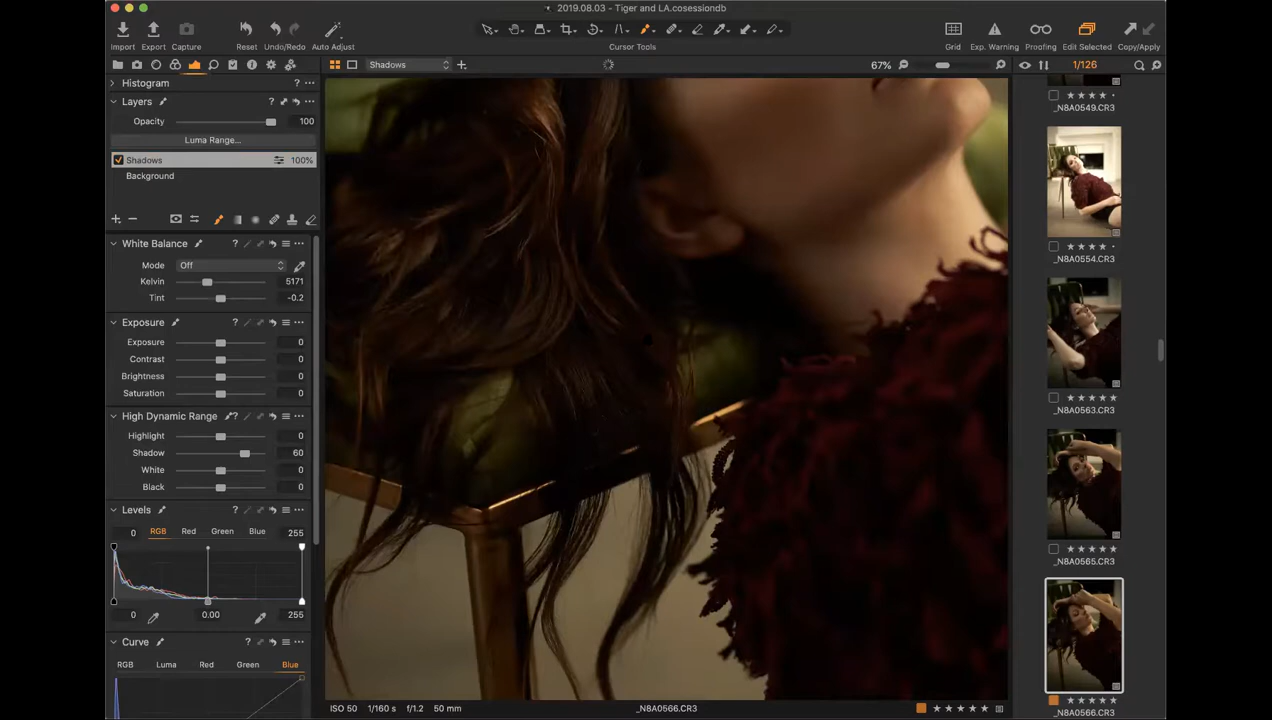 2019.08.03 - Tiger and LA.cosessiondb
Import Export Capture Reset Undo/Redo Auto Adjust Cursor Tools Grid Exp. Warning Proofing Edit Selected Copy/Apply
Shadows 67% 1/126
Histogram ?
Layers ?
Opacity 100
Luma Range...
Shadows 100%
Background
White Balance ?
Mode Off
Kelvin 5171
Tint -0.2
Exposure ?
Exposure 0
Contrast 0
Brightness 0
Saturation 0
High Dynamic Range ?
Highlight 0
Shadow 60
White 0
Black 0
Levels ?
0 RGB Red Green Blue 255
0 0.00 255
Curve ?
RGB Luma Red Green Blue
ISO 50 1/160 s f/1.2 50 mm _N8A0566.CR3
_N8A0549.CR3
_N8A0554.CR3
_N8A0563.CR3
_N8A0565.CR3
_N8A0566.CR3